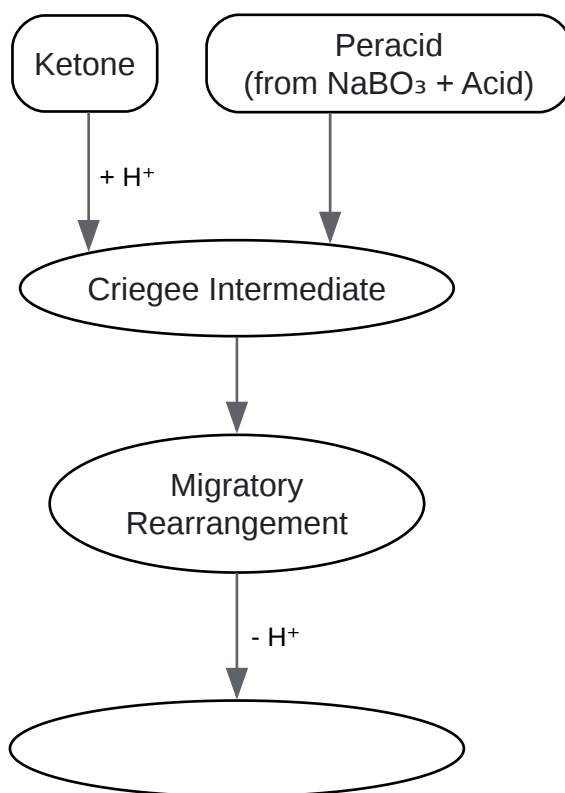 Ketone
Peracid
(from NaBO₃ + Acid)
+ H⁺
Criegee Intermediate
Migratory
Rearrangement
- H⁺